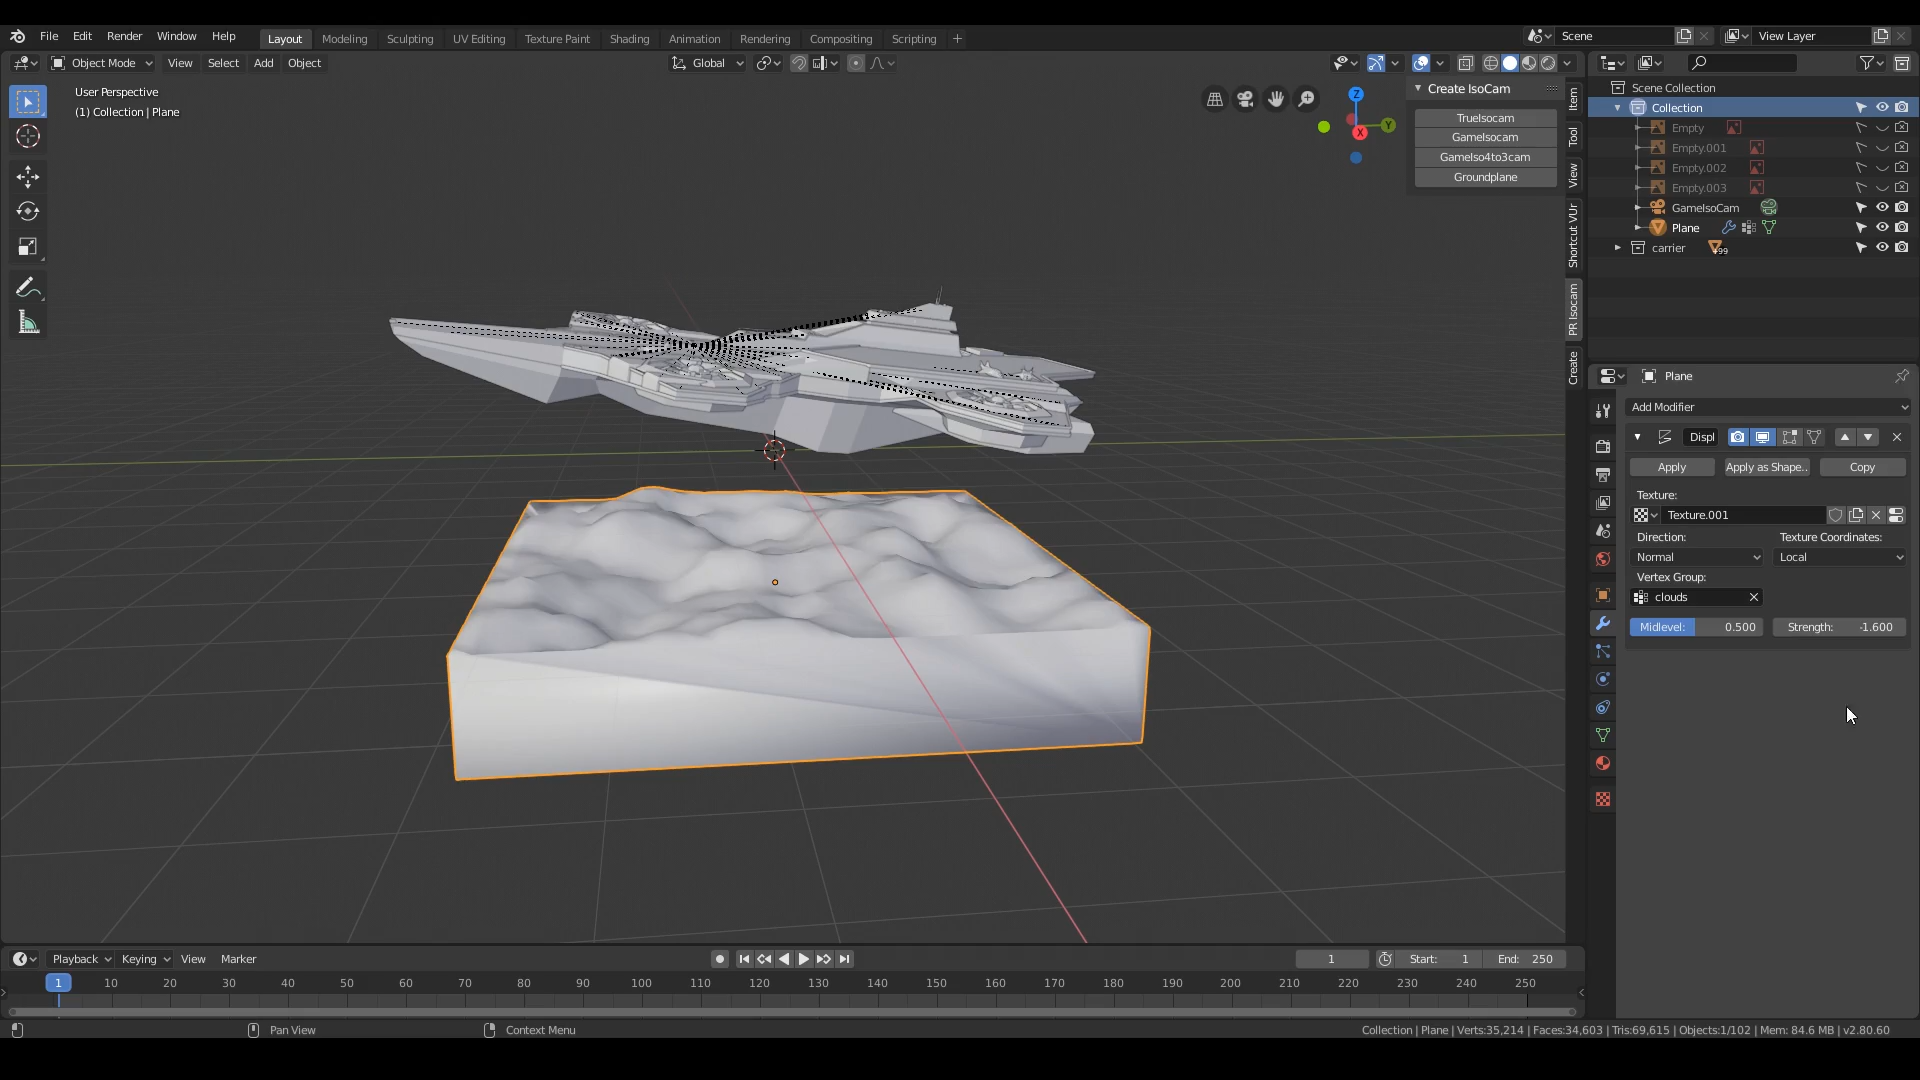 File Edit Render Window Help Layout Modeling Sculpting UV Editing Texture Paint Shading Animation Rendering Compositing Scripting + Scene View Layer
Object Mode View Select Add Object Global
User Perspective
(1) Collection | Plane
Create IsoCam
TrueIsocam
GameIsocam
GameIso4to3cam
Groundplane
Z
Y
X
Item
Tool
View
Shortcut VUr
PR Isocam
Create
Scene Collection
Collection
Empty
Empty.001
Empty.002
Empty.003
GameIsoCam
Plane
carrier 99
Plane
Add Modifier
Displ
Apply Apply as Shape.. Copy
Texture:
Texture.001
Direction: Texture Coordinates:
Normal Local
Vertex Group:
clouds
Midlevel: 0.500 Strength: -1.600
Playback Keying View Marker 1 Start: 1 End: 250
1 10 20 30 40 50 60 70 80 90 100 110 120 130 140 150 160 170 180 190 200 210 220 230 240 250
Pan View Context Menu Collection | Plane | Verts:35,214 | Faces:34,603 | Tris:69,615 | Objects:1/102 | Mem: 84.6 MB | v2.80.60